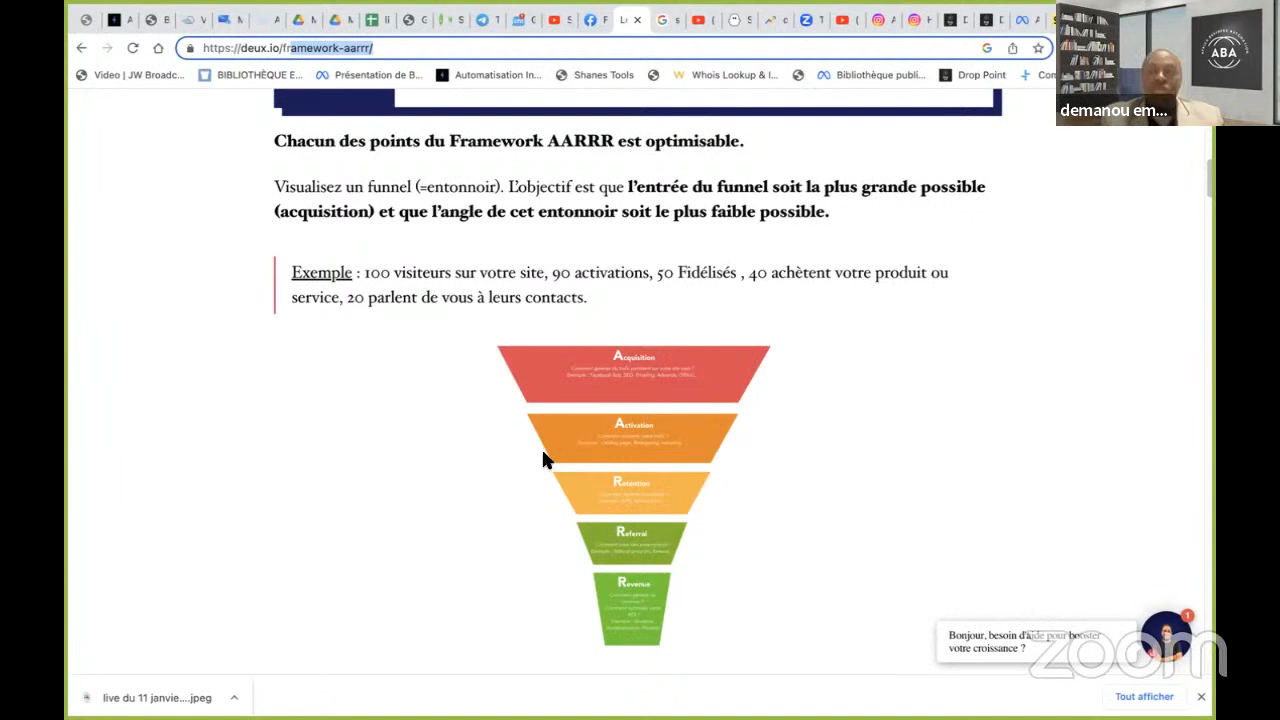 https://deux.io/framework-aarrr/
Video | JW Broadc... BIBLIOTHÈQUE E... Présentation de B... Automatisation In... Shanes Tools Whois Lookup & I... Bibliothèque publi... Drop Point Con
ABA
demanou em...
Chacun des points du Framework AARRR est optimisable.
Visualisez un funnel (=entonnoir). L'objectif est que l'entrée du funnel soit la plus grande possible
(acquisition) et que l'angle de cet entonnoir soit le plus faible possible.
Exemple : 100 visiteurs sur votre site, 90 activations, 50 Fidélisés , 40 achètent votre produit ou
service, 20 parlent de vous à leurs contacts.
Acquisition
Activation
Retention
Referral
Revenue
1
Bonjour, besoin d'aide pour booster
votre croissance ?
zoom
live du 11 janvie....jpeg
Tout afficher